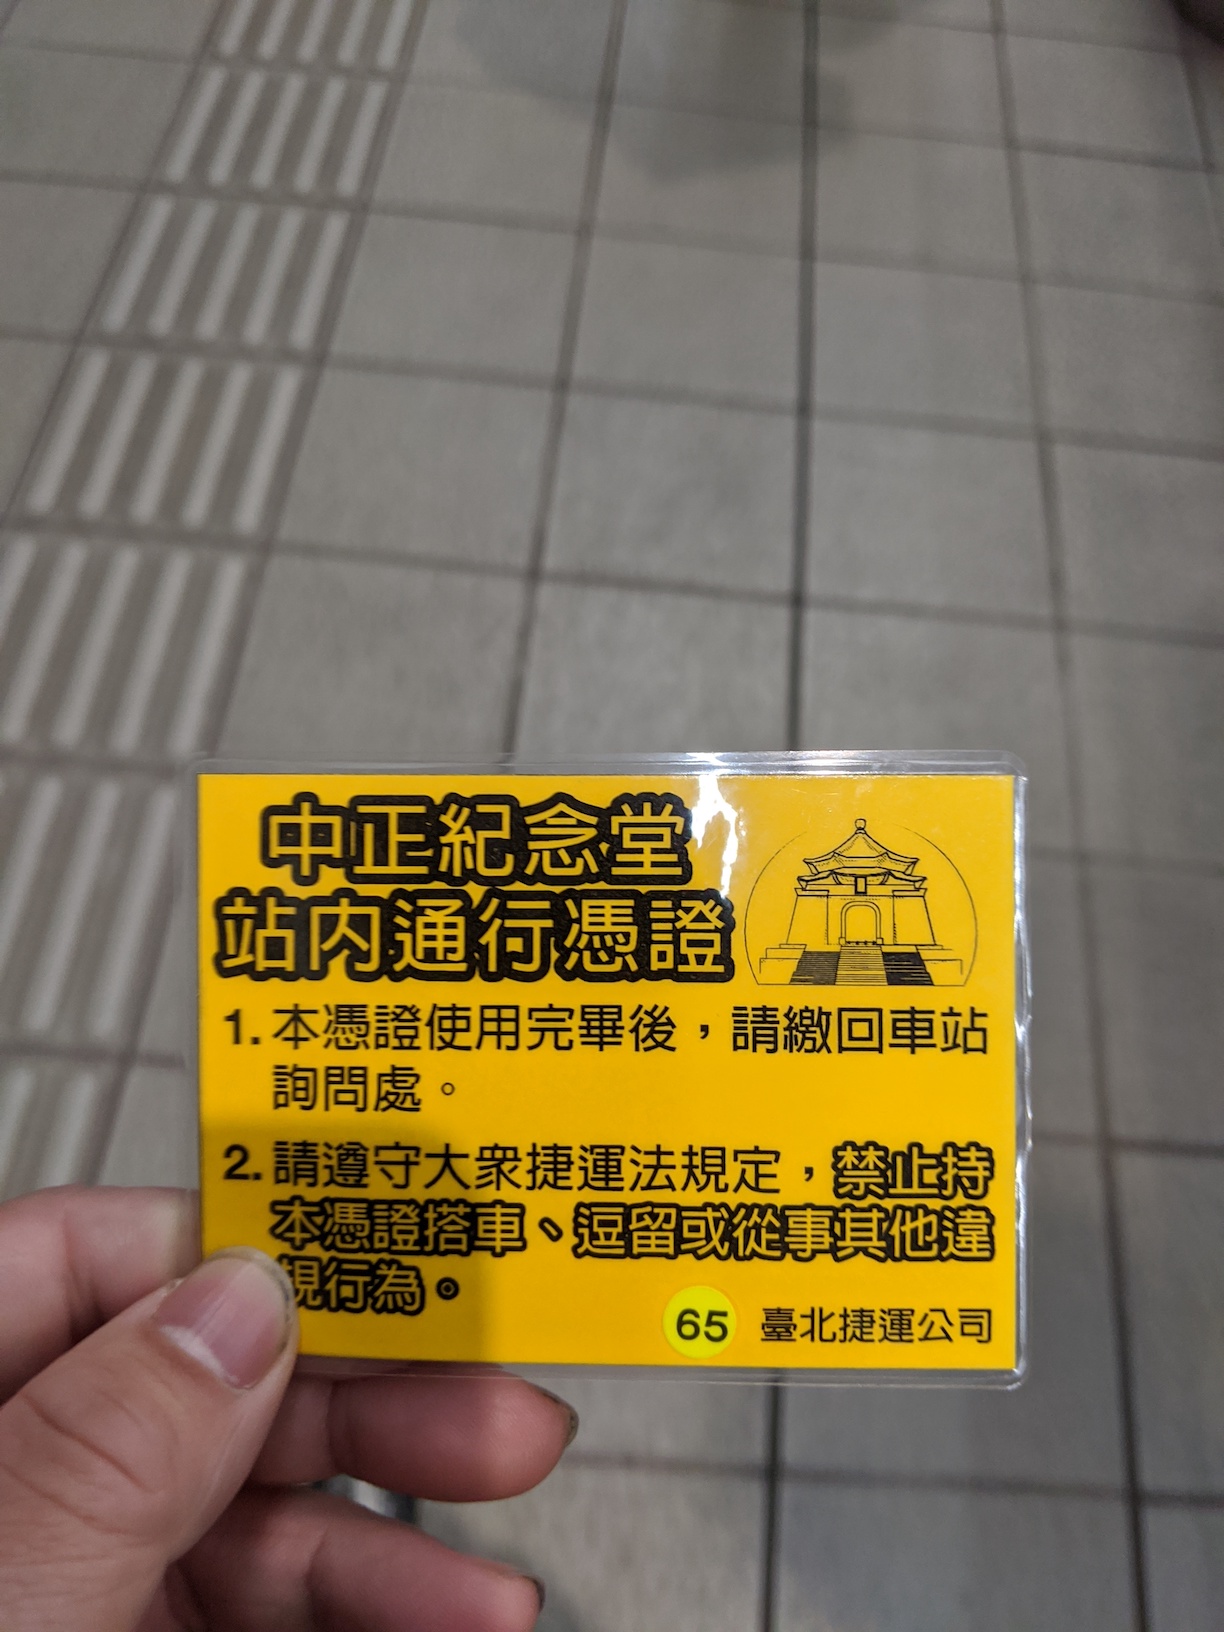 中正紀念堂
站內通行憑證
1. 本憑證使用完畢後，請繳回車站
詢問處。
2. 請遵守大眾捷運法規定，禁止持
本憑證搭車、逗留或從事其他違
規行為。
65 臺北捷運公司